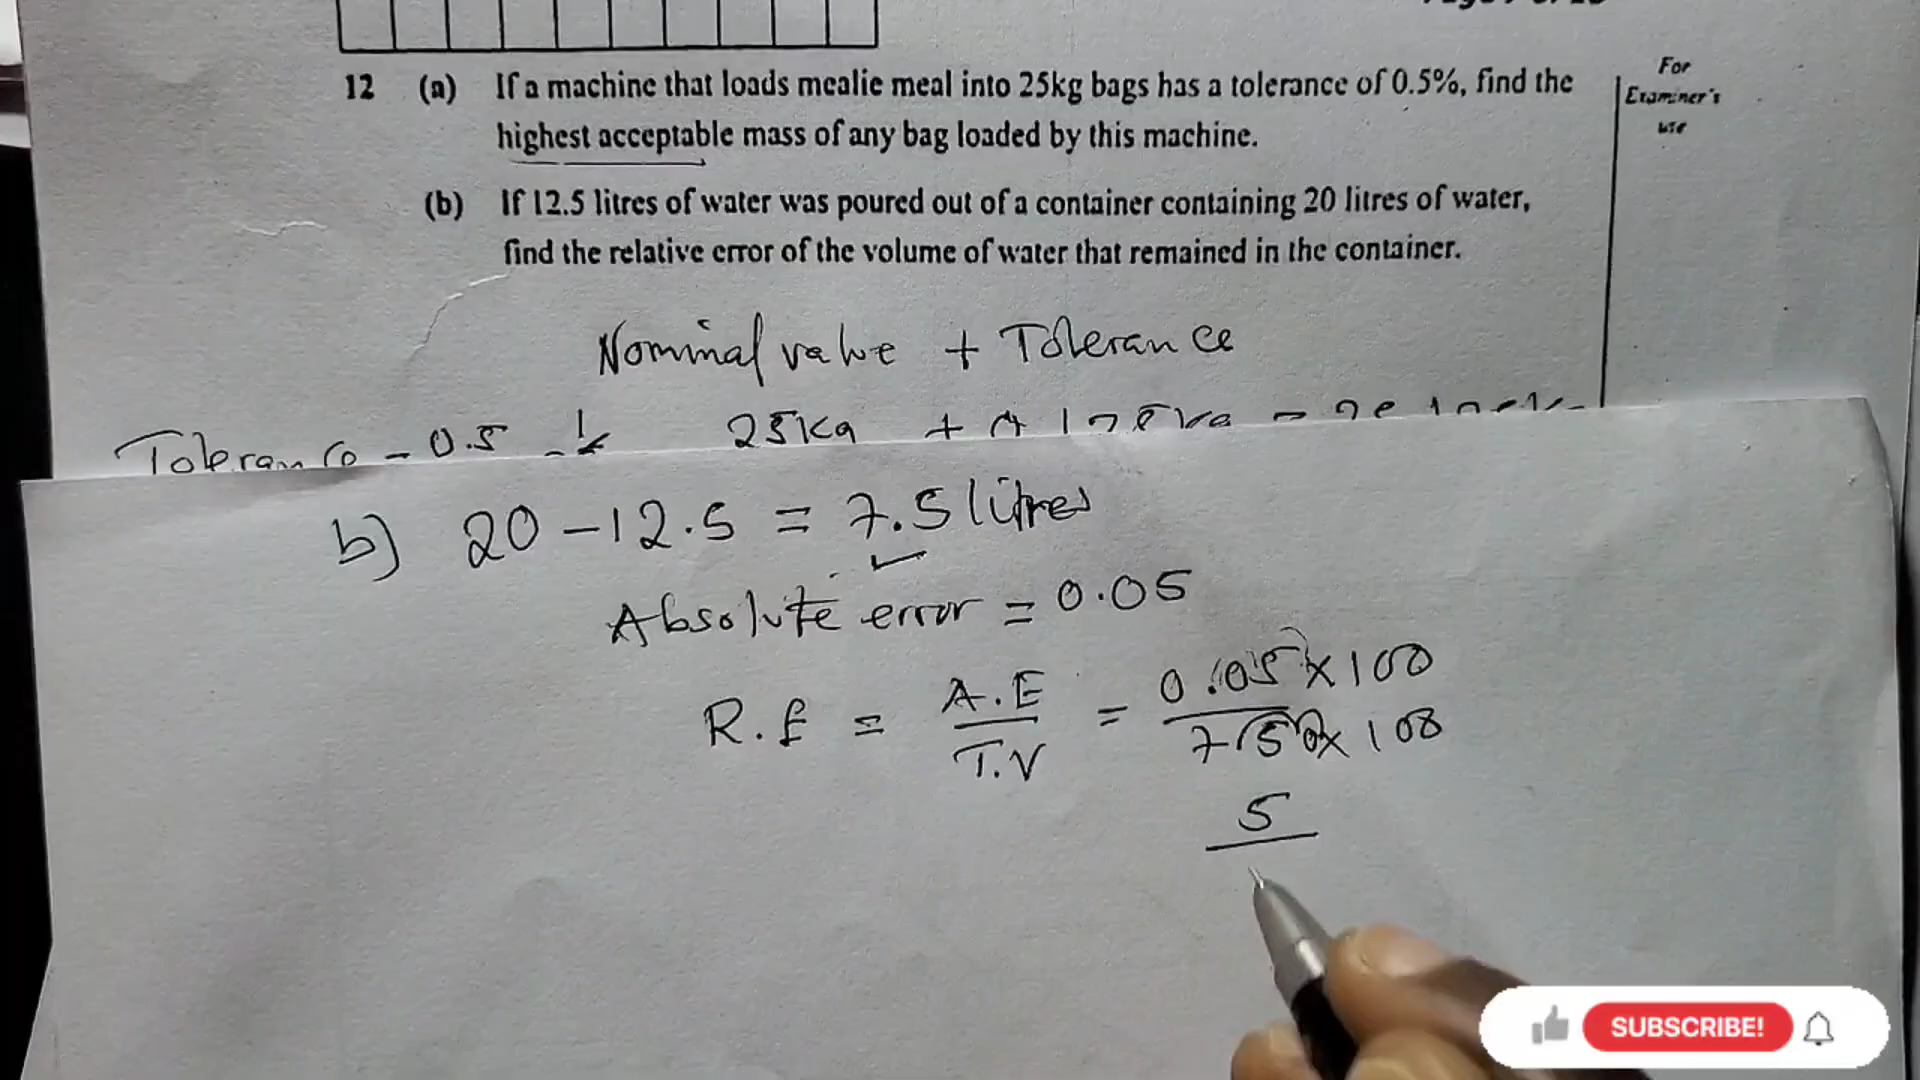 12 (a) If a machine that loads mealie meal into 25kg bags has a tolerance of 0.5%, find the
highest acceptable mass of any bag loaded by this machine.
For
Examiner's
use
(b) If 12.5 litres of water was poured out of a container containing 20 litres of water,
find the relative error of the volume of water that remained in the container.
Nominal value + Tolerance
Tolerance - 0.5 25kg +
b) 20 - 12.5 = 7.5 litres
Absolute error = 0.05
R.E = A.E / T.V = 0.05 x 100 / 7.50 x 100
5
SUBSCRIBE!